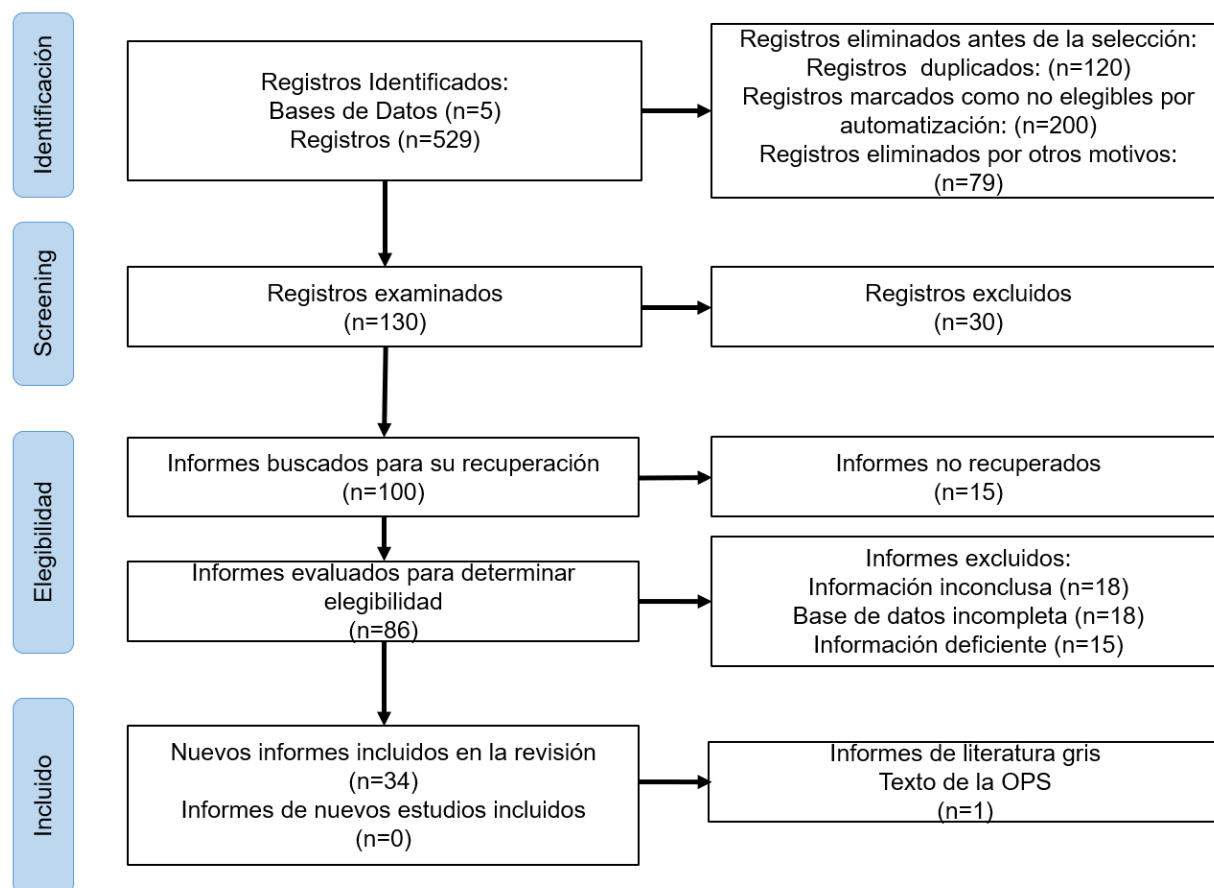 Identificación
Registros Identificados:
Bases de Datos (n=5)
Registros (n=529)
Registros eliminados antes de la selección:
Registros duplicados: (n=120)
Registros marcados como no elegibles por
automatización: (n=200)
Registros eliminados por otros motivos:
(n=79)
Screening
Registros examinados
(n=130)
Registros excluidos
(n=30)
Elegibilidad
Informes buscados para su recuperación
(n=100)
Informes no recuperados
(n=15)
Informes evaluados para determinar
elegibilidad
(n=86)
Informes excluidos:
Información inconclusa (n=18)
Base de datos incompleta (n=18)
Información deficiente (n=15)
Incluido
Nuevos informes incluidos en la revisión
(n=34)
Informes de nuevos estudios incluidos
(n=0)
Informes de literatura gris
Texto de la OPS
(n=1)